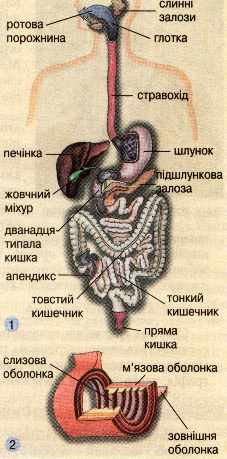 слинні
залози
ротова
порожнина
глотка
стравохід
печінка
шлунок
жовчний
міхур
підшлункова
залоза
дванадця
типала
кишка
апендикс
товстий
кишечник
тонкий
кишечник
1
пряма
кишка
слизова
оболонка
м'язова оболонка
зовнішня
оболонка
2